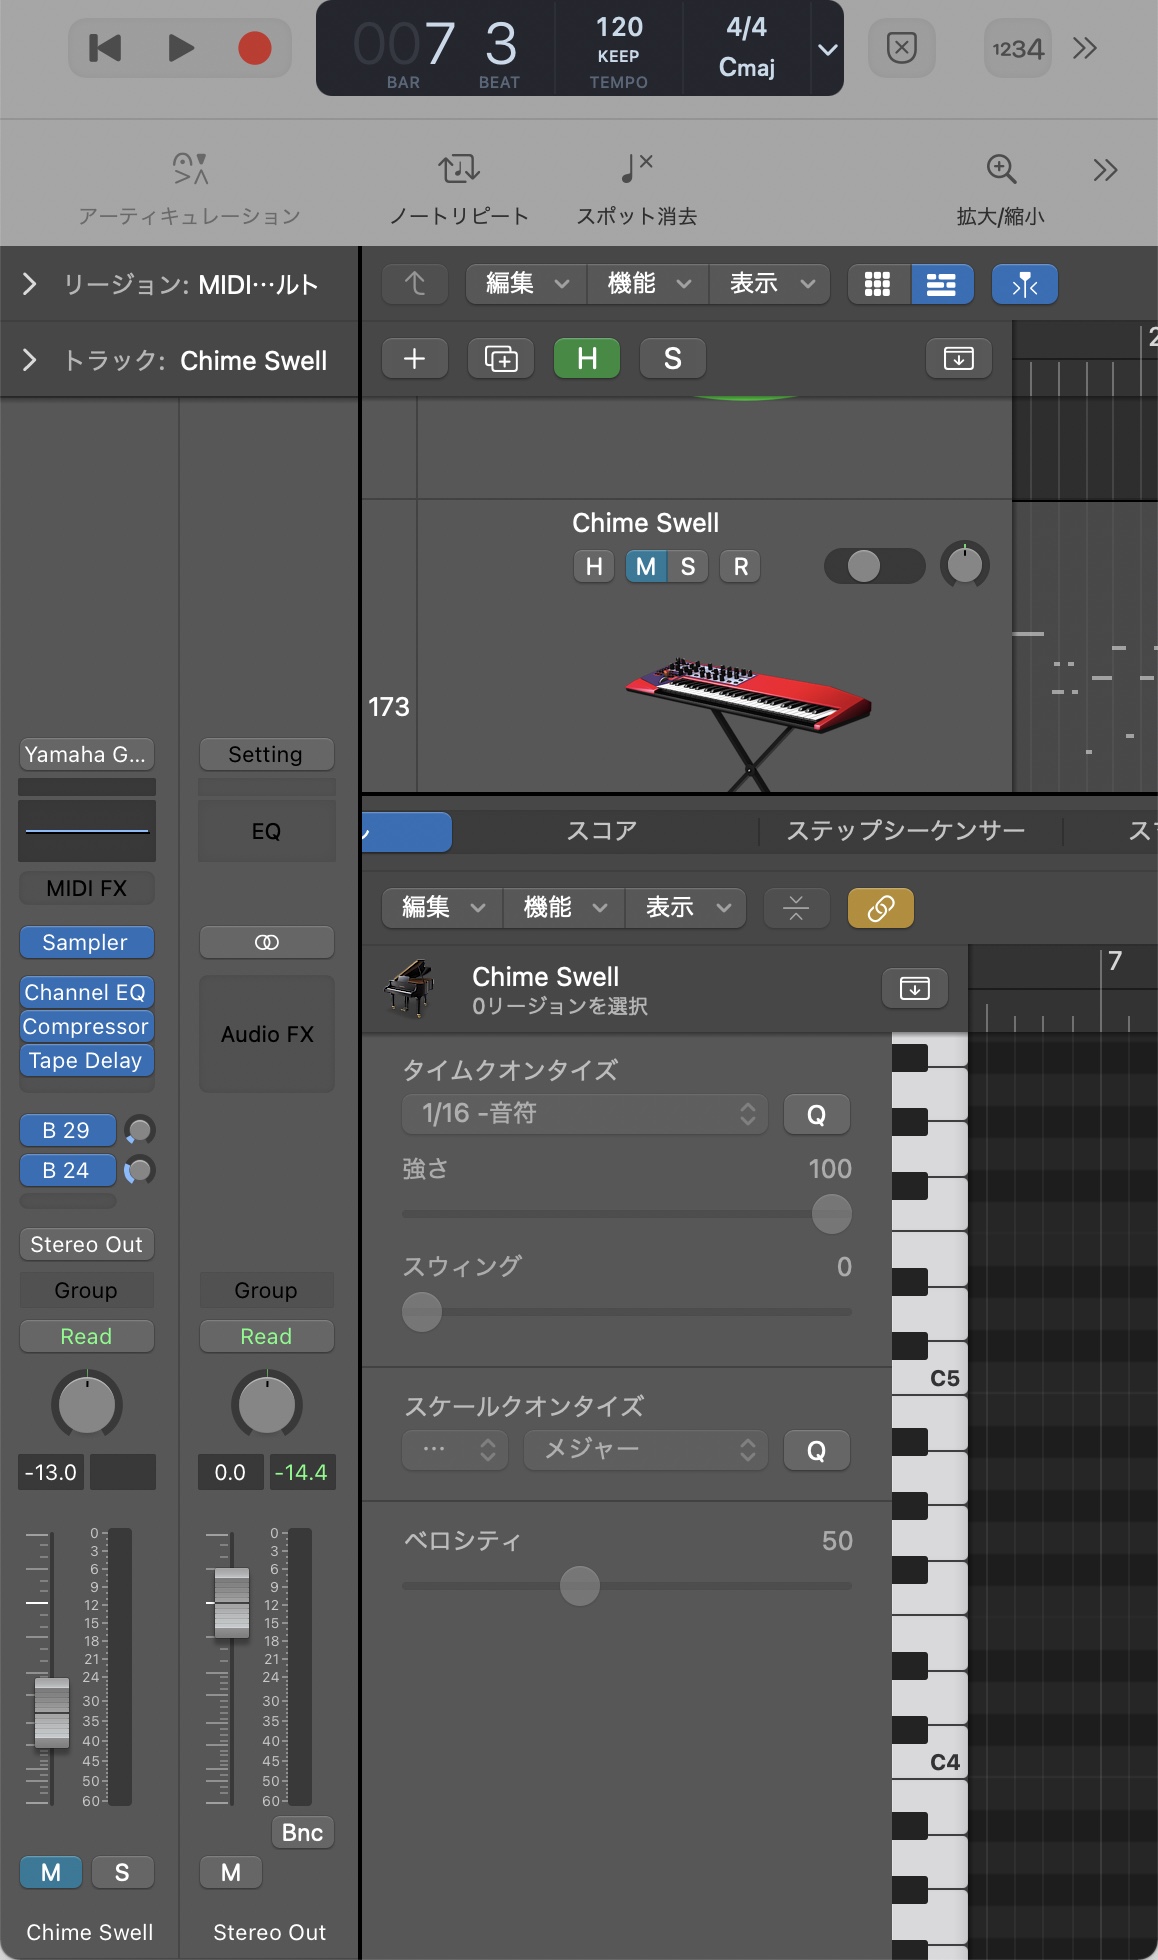 007 3
BAR BEAT
120
KEEP
TEMPO
4/4
Cmaj
1234
アーティキュレーション
ノートリピート
スポット消去
拡大/縮小
リージョン: MIDI…ルト
編集 機能 表示
トラック: Chime Swell
H S
2
Chime Swell
H M S R
173
Yamaha G...
Setting
EQ
MIDI FX
Sampler
Channel EQ
Compressor
Tape Delay
Audio FX
B 29
B 24
Stereo Out
Group Group
Read Read
-13.0
0.0 -14.4
0 3 6 9 12 15 18 21 24 30 35 40 45 50 60
0 3 6 9 12 15 18 21 24 30 35 40 45 50 60
Bnc
M S M
Chime Swell Stereo Out
スコア
ステップシーケンサー
編集 機能 表示
Chime Swell
0リージョンを選択
7
タイムクオンタイズ
1/16 -音符 Q
強さ 100
スウィング 0
スケールクオンタイズ
… メジャー Q
ベロシティ 50
C5
C4